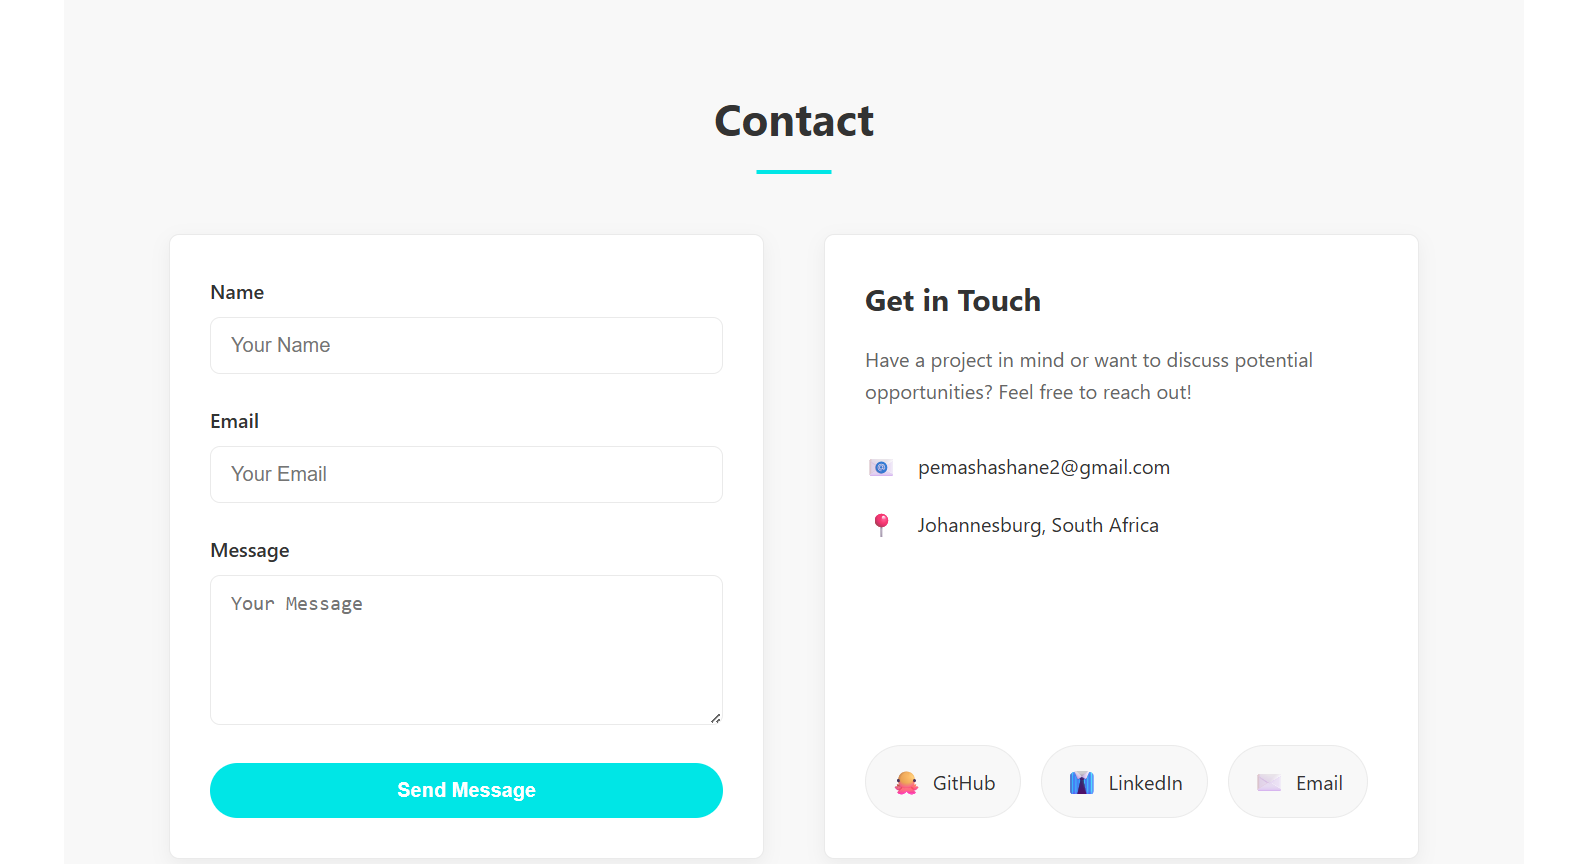 Contact
Name
Your Name
Email
Your Email
Message
Your Message
Send Message
Get in Touch
Have a project in mind or want to discuss potential
opportunities? Feel free to reach out!
pemashashane2@gmail.com
Johannesburg, South Africa
GitHub
LinkedIn
Email